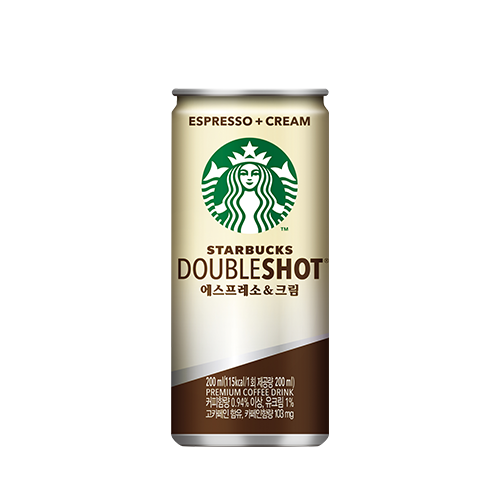 ESPRESSO + CREAM
™
STARBUCKS
DOUBLESHOT®
에스프레소&크림
200 ml(115kcal/1회 제공량 200 ml)
PREMIUM COFFEE DRINK
커피함량 0.94% 이상, 유크림 1%
고카페인 함유, 카페인함량 103 mg